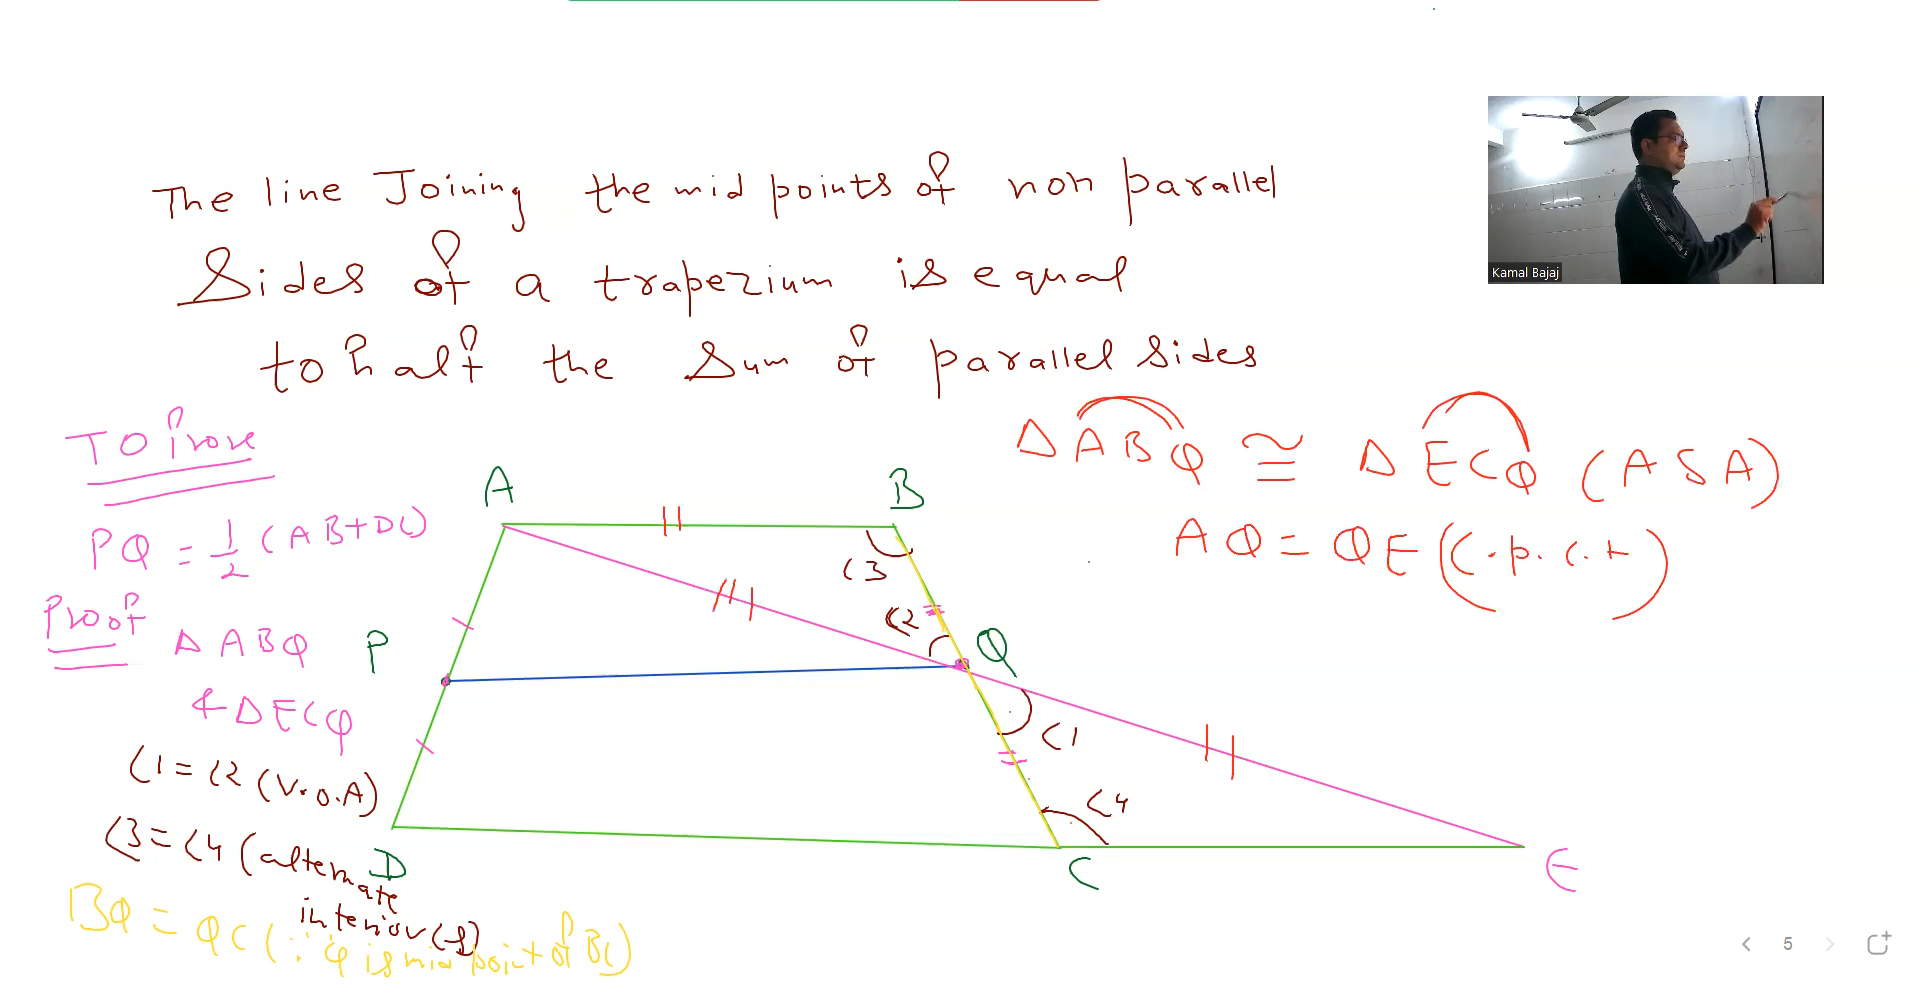 The line Joining the mid points of non parallel
Sides of a trapezium is equal
to half the Sum of parallel Sides
TO Prove
PQ = 1/2 (AB+DC)
Proof
Δ ABQ
& Δ ECQ
∠1 = ∠2 (V.O.A)
∠3 = ∠4 (alternate
interior ∠s)
BQ = QC (∵ Q is mid point of BC)
Δ ABQ ≅ Δ ECQ (ASA)
AQ = QE (C.p.c.t)
A
B
∠3
∠2
P
Q
∠1
∠4
D
C
E
Kamal Bajaj
5